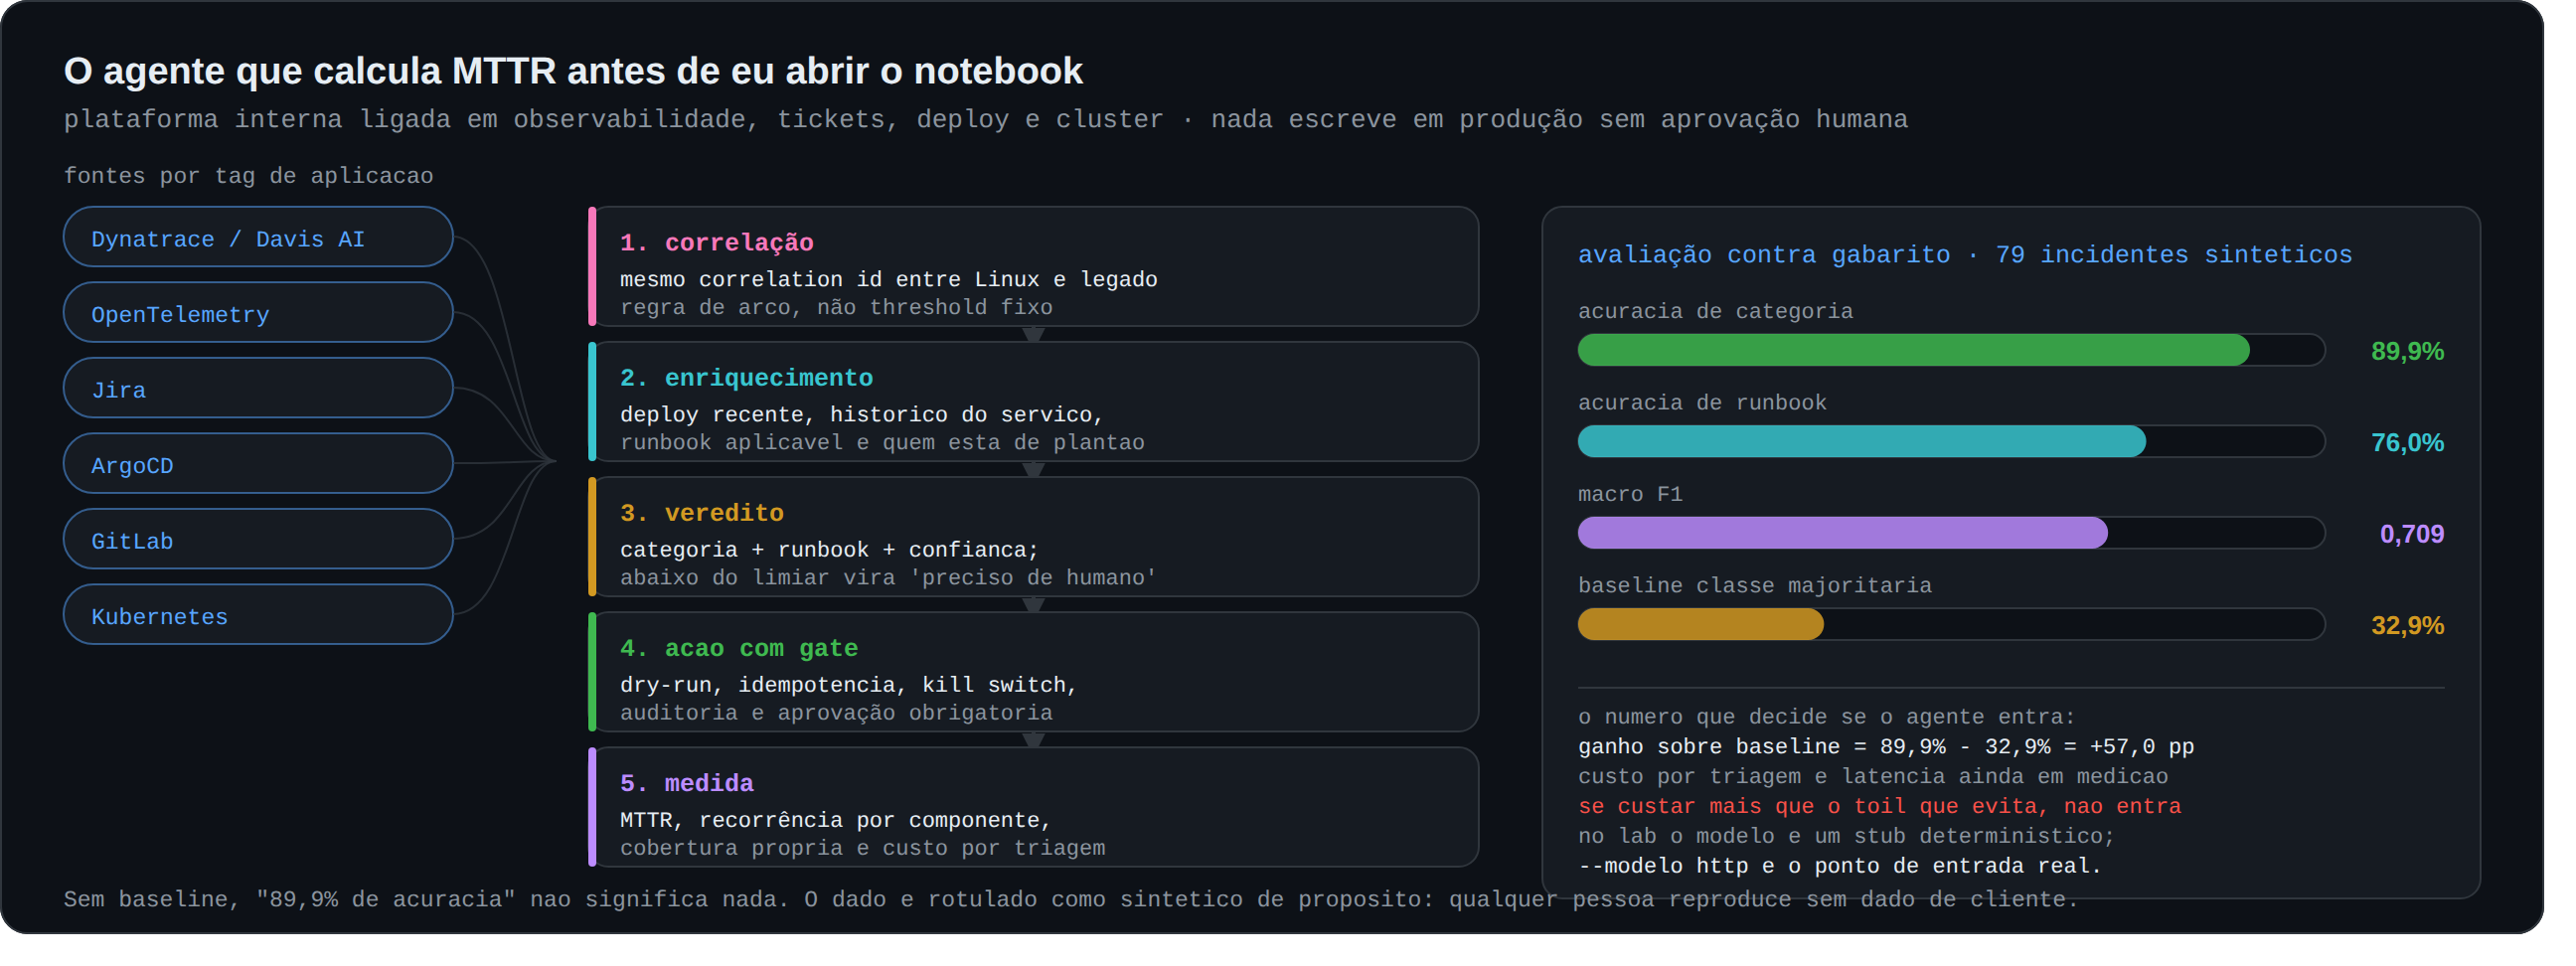 O agente que calcula MTTR antes de eu abrir o notebook
plataforma interna ligada em observabilidade, tickets, deploy e cluster · nada escreve em produção sem aprovação humana
fontes por tag de aplicacao
Dynatrace / Davis AI
OpenTelemetry
Jira
ArgoCD
GitLab
Kubernetes
1. correlação
mesmo correlation id entre Linux e legado
regra de arco, não threshold fixo
2. enriquecimento
deploy recente, historico do servico,
runbook aplicavel e quem esta de plantao
3. veredito
categoria + runbook + confianca;
abaixo do limiar vira 'preciso de humano'
4. acao com gate
dry-run, idempotencia, kill switch,
auditoria e aprovação obrigatoria
5. medida
MTTR, recorrência por componente,
cobertura propria e custo por triagem
avaliação contra gabarito · 79 incidentes sinteticos
acuracia de categoria
89,9%
acuracia de runbook
76,0%
macro F1
0,709
baseline classe majoritaria
32,9%
o numero que decide se o agente entra:
ganho sobre baseline = 89,9% - 32,9% = +57,0 pp
custo por triagem e latencia ainda em medicao
se custar mais que o toil que evita, nao entra
no lab o modelo e um stub deterministico;
--modelo http e o ponto de entrada real.
Sem baseline, "89,9% de acuracia" nao significa nada. O dado e rotulado como sintetico de proposito: qualquer pessoa reproduce sem dado de cliente.